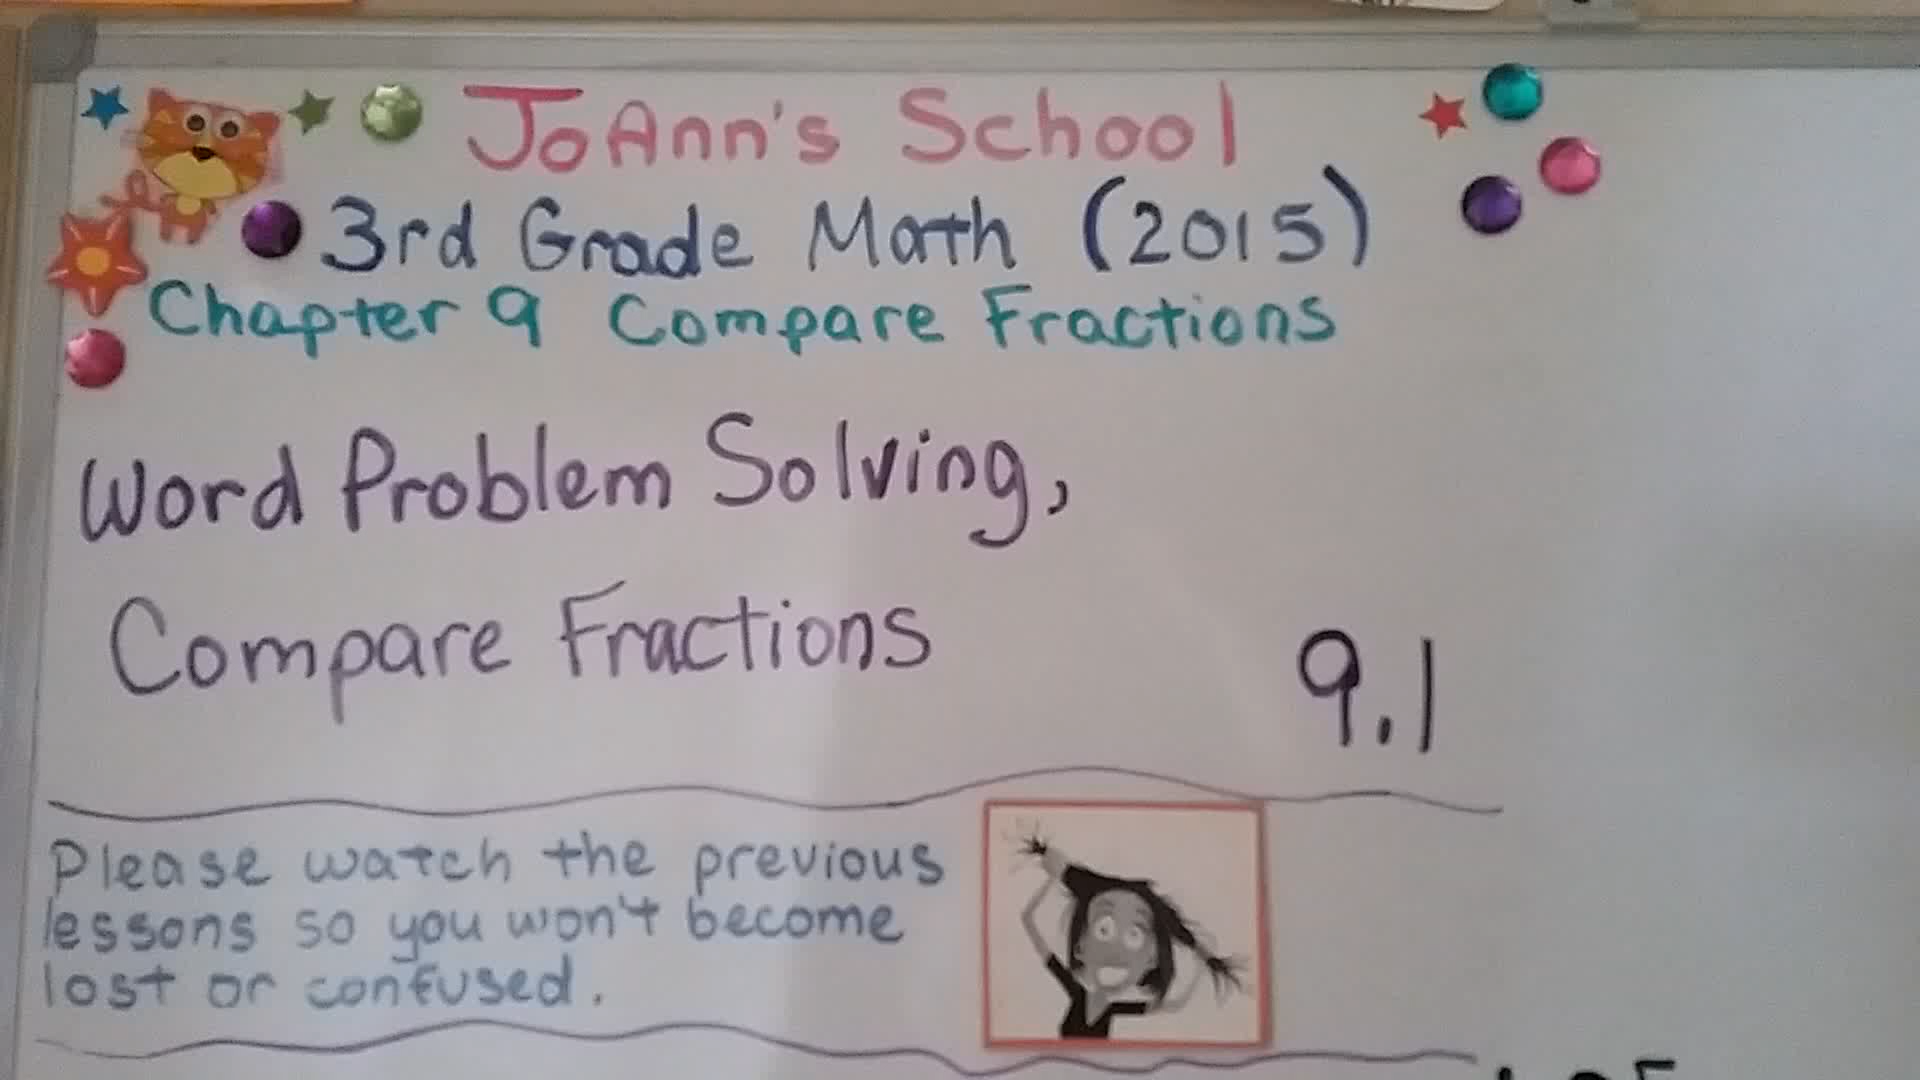 JoAnn's School
3rd Grade Math (2015)
Chapter 9 Compare Fractions
Word Problem Solving,
Compare Fractions
9.1
Please watch the previous
lessons so you won't become
lost or confused.